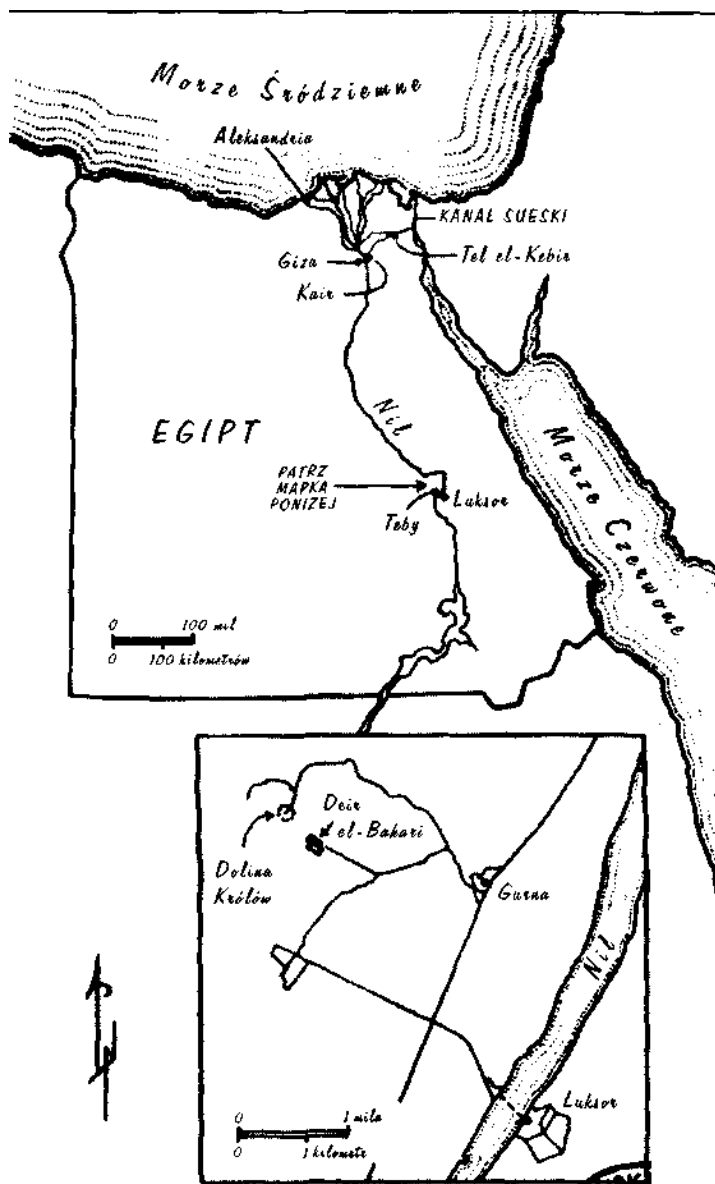 Morze Śródziemne
Aleksandria
KANAŁ SUESKI
Tel el-Kebir
Giza
Kair
Nil
EGIPT
PATRZ
MAPKA
PONIŻEJ
Luksor
Teby
Morze Czerwone
0 100 mil
0 100 kilometrów
Deir
el-Bahari
Dolina
Królów
Gurna
Nil
Luksor
0 1 mila
0 1 kilometr